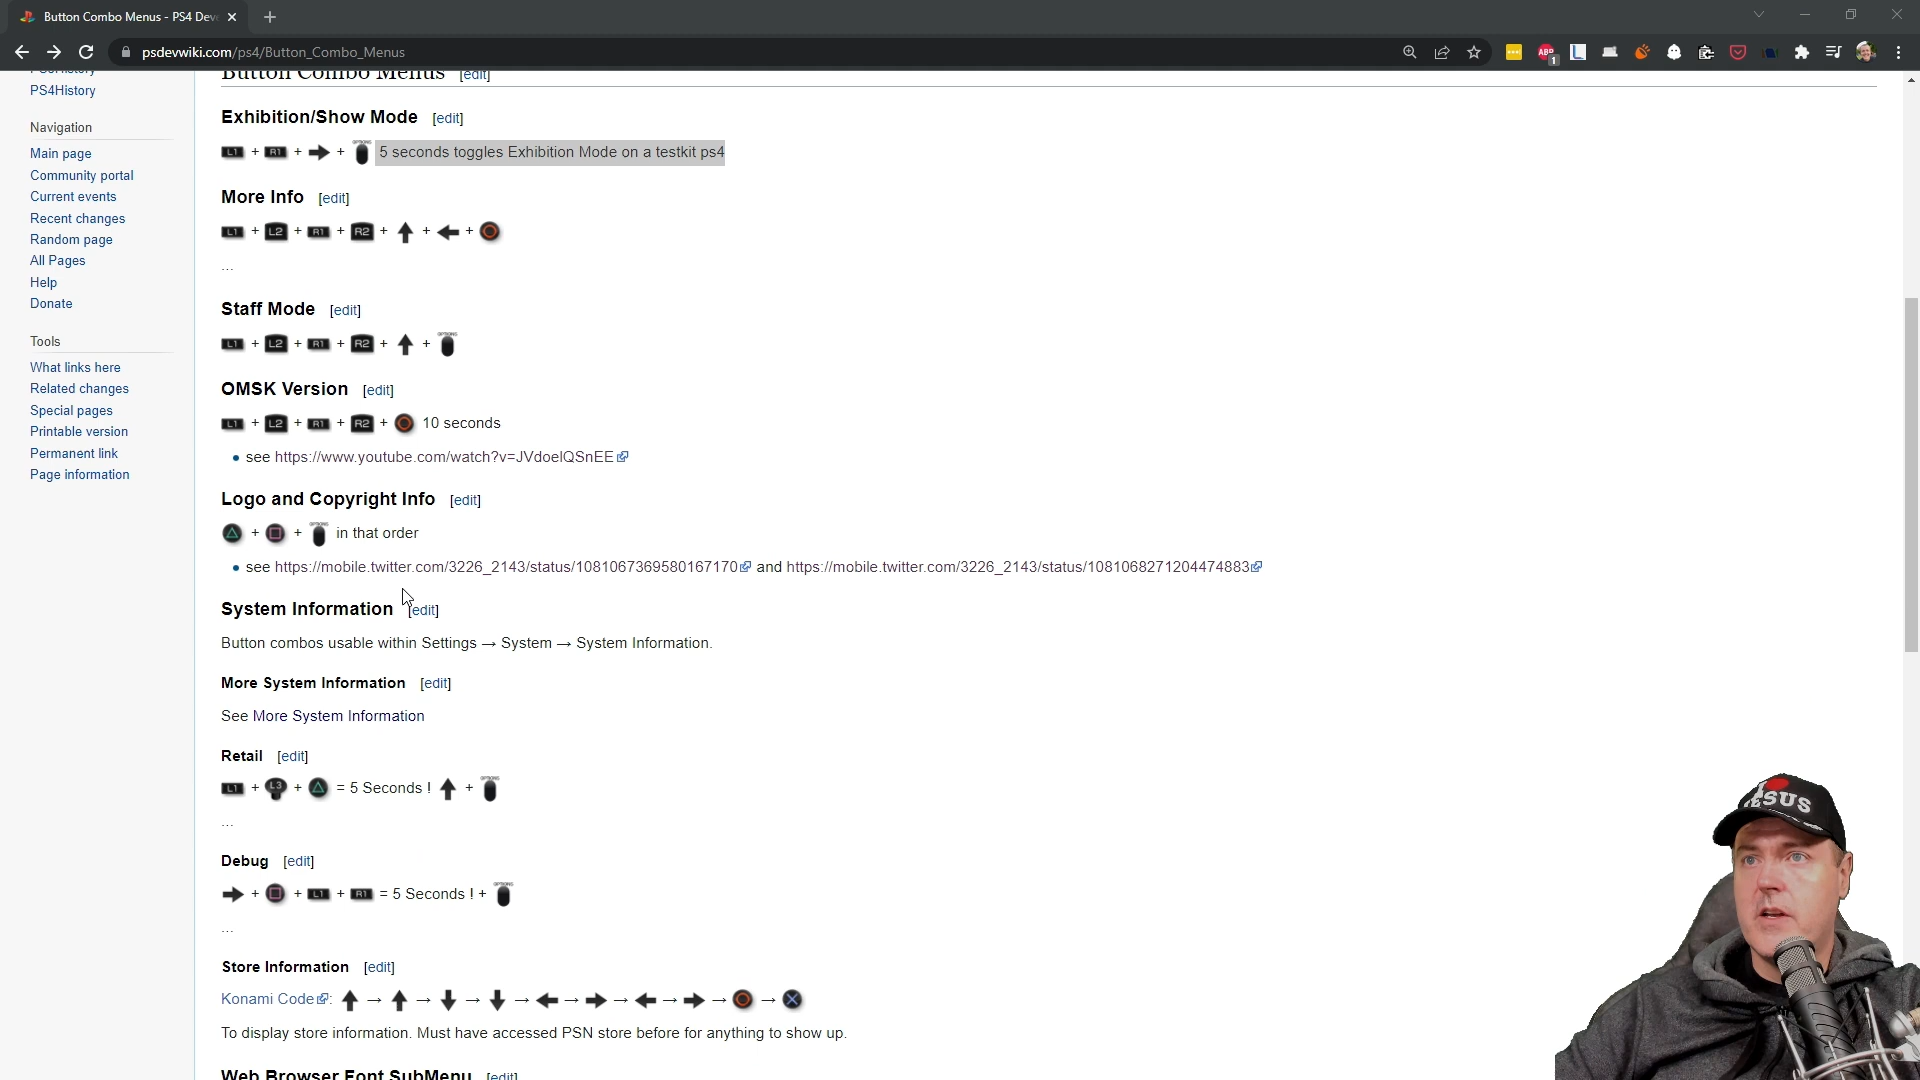 Button Combo Menus - PS4 Dev
psdevwiki.com/ps4/Button_Combo_Menus
ABP
1
PS4History
Navigation
Main page
Community portal
Current events
Recent changes
Random page
All Pages
Help
Donate
Tools
What links here
Related changes
Special pages
Printable version
Permanent link
Page information
Button Combo Menus [edit]
Exhibition/Show Mode [edit]
L1 + R1 + + OPTIONS 5 seconds toggles Exhibition Mode on a testkit ps4
More Info [edit]
L1 + L2 + R1 + R2 + + +
...
Staff Mode [edit]
L1 + L2 + R1 + R2 + + OPTIONS
OMSK Version [edit]
L1 + L2 + R1 + R2 + 10 seconds
• see https://www.youtube.com/watch?v=JVdoelQSnEE
Logo and Copyright Info [edit]
+ + OPTIONS in that order
• see https://mobile.twitter.com/3226_2143/status/1081067369580167170 and https://mobile.twitter.com/3226_2143/status/1081068271204474883
System Information [edit]
Button combos usable within Settings → System → System Information.
More System Information [edit]
See More System Information
Retail [edit]
L1 + L3 + = 5 Seconds ! + OPTIONS
...
Debug [edit]
+ + L1 + R1 = 5 Seconds ! + OPTIONS
...
Store Information [edit]
Konami Code: → → → → → → → → →
To display store information. Must have accessed PSN store before for anything to show up.
Web Browser Font SubMenu [edit]
JESUS